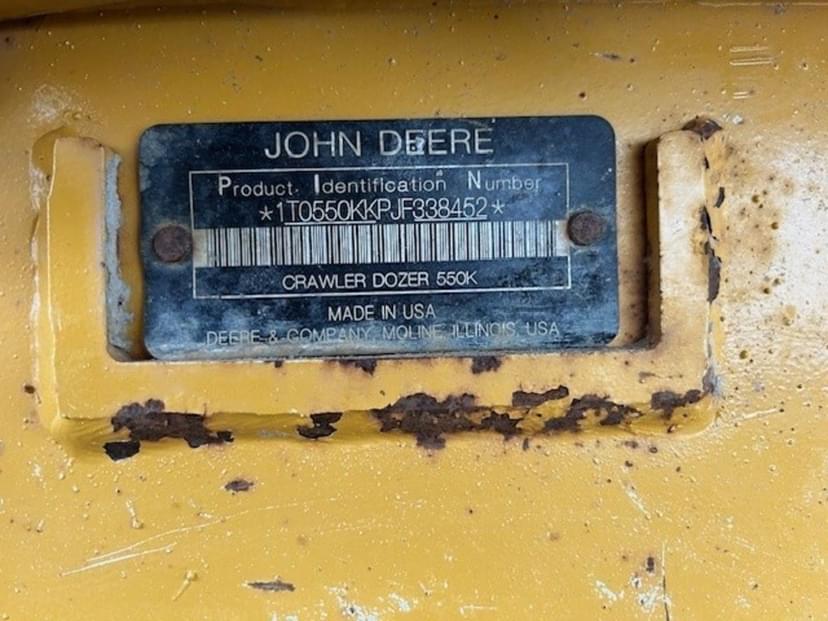 JOHN DEERE
Product Identification Number
*1T0550KKPJF338452*
CRAWLER DOZER 550K
MADE IN USA
DEERE & COMPANY MOLINE, ILLINOIS, USA